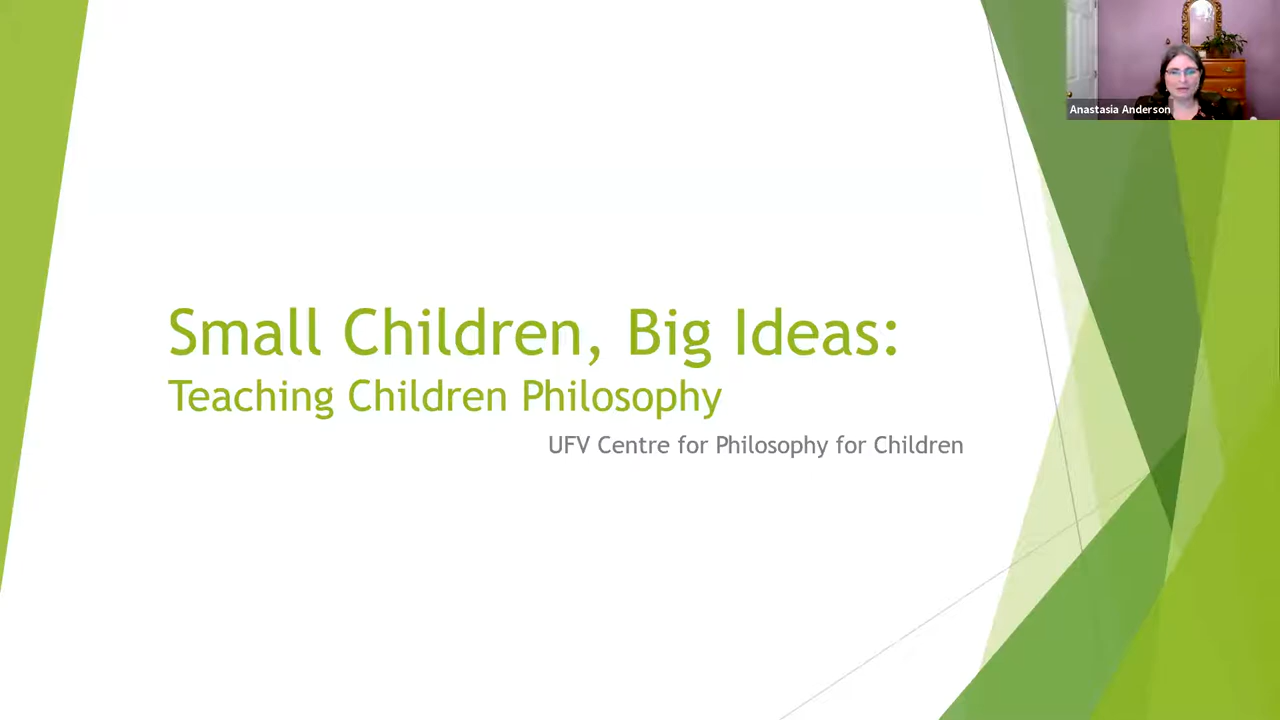 Anastasia Anderson
Small Children, Big Ideas:
Teaching Children Philosophy
UFV Centre for Philosophy for Children